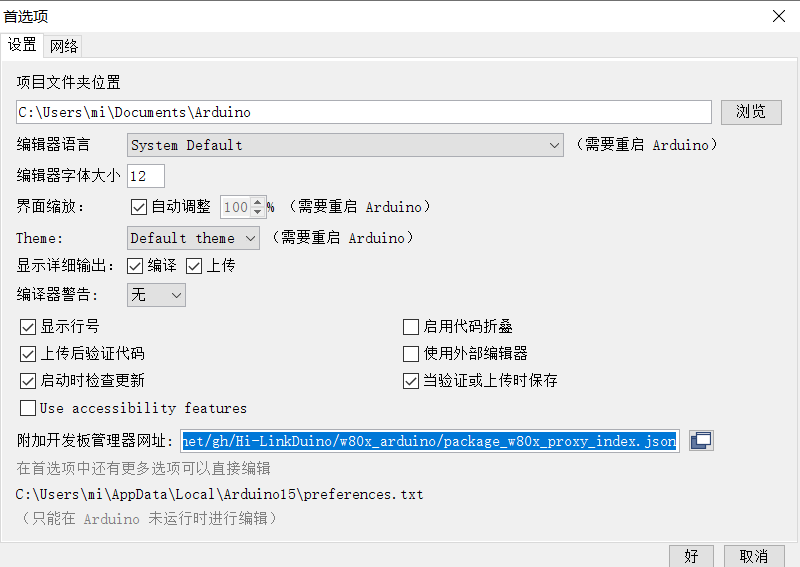 首选项
设置 网络
项目文件夹位置
C:\Users\mi\Documents\Arduino 浏览
编辑器语言 System Default （需要重启 Arduino）
编辑器字体大小 12
界面缩放： 自动调整 100 % （需要重启 Arduino）
Theme: Default theme （需要重启 Arduino）
显示详细输出： 编译 上传
编译器警告: 无
显示行号 启用代码折叠
上传后验证代码 使用外部编辑器
启动时检查更新 当验证或上传时保存
Use accessibility features
附加开发板管理器网址: net/gh/Hi-LinkDuino/w80x_arduino/package_w80x_proxy_index.json
在首选项中还有更多选项可以直接编辑
C:\Users\mi\AppData\Local\Arduino15\preferences.txt
（只能在 Arduino 未运行时进行编辑）
好 取消